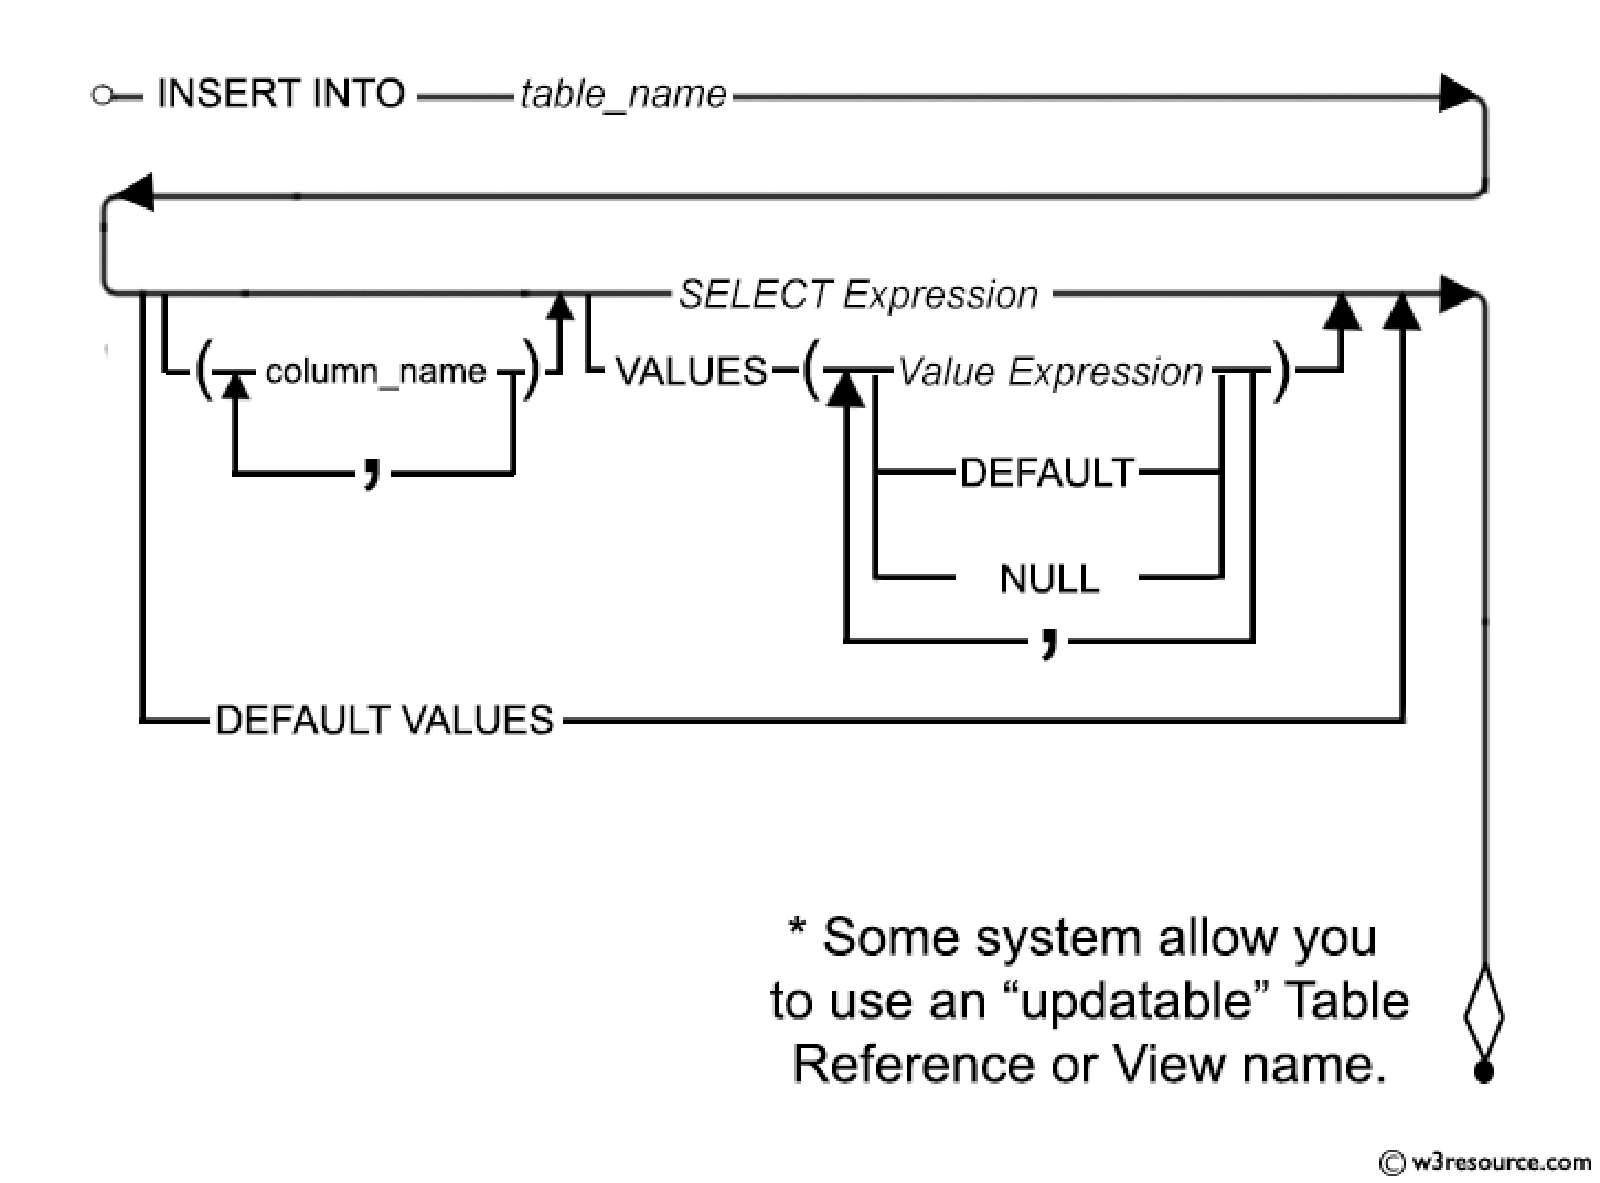 INSERT INTO table_name
SELECT Expression
( column_name ) VALUES ( Value Expression )
, DEFAULT
NULL
,
DEFAULT VALUES
* Some system allow you
to use an “updatable” Table
Reference or View name.
© w3resource.com